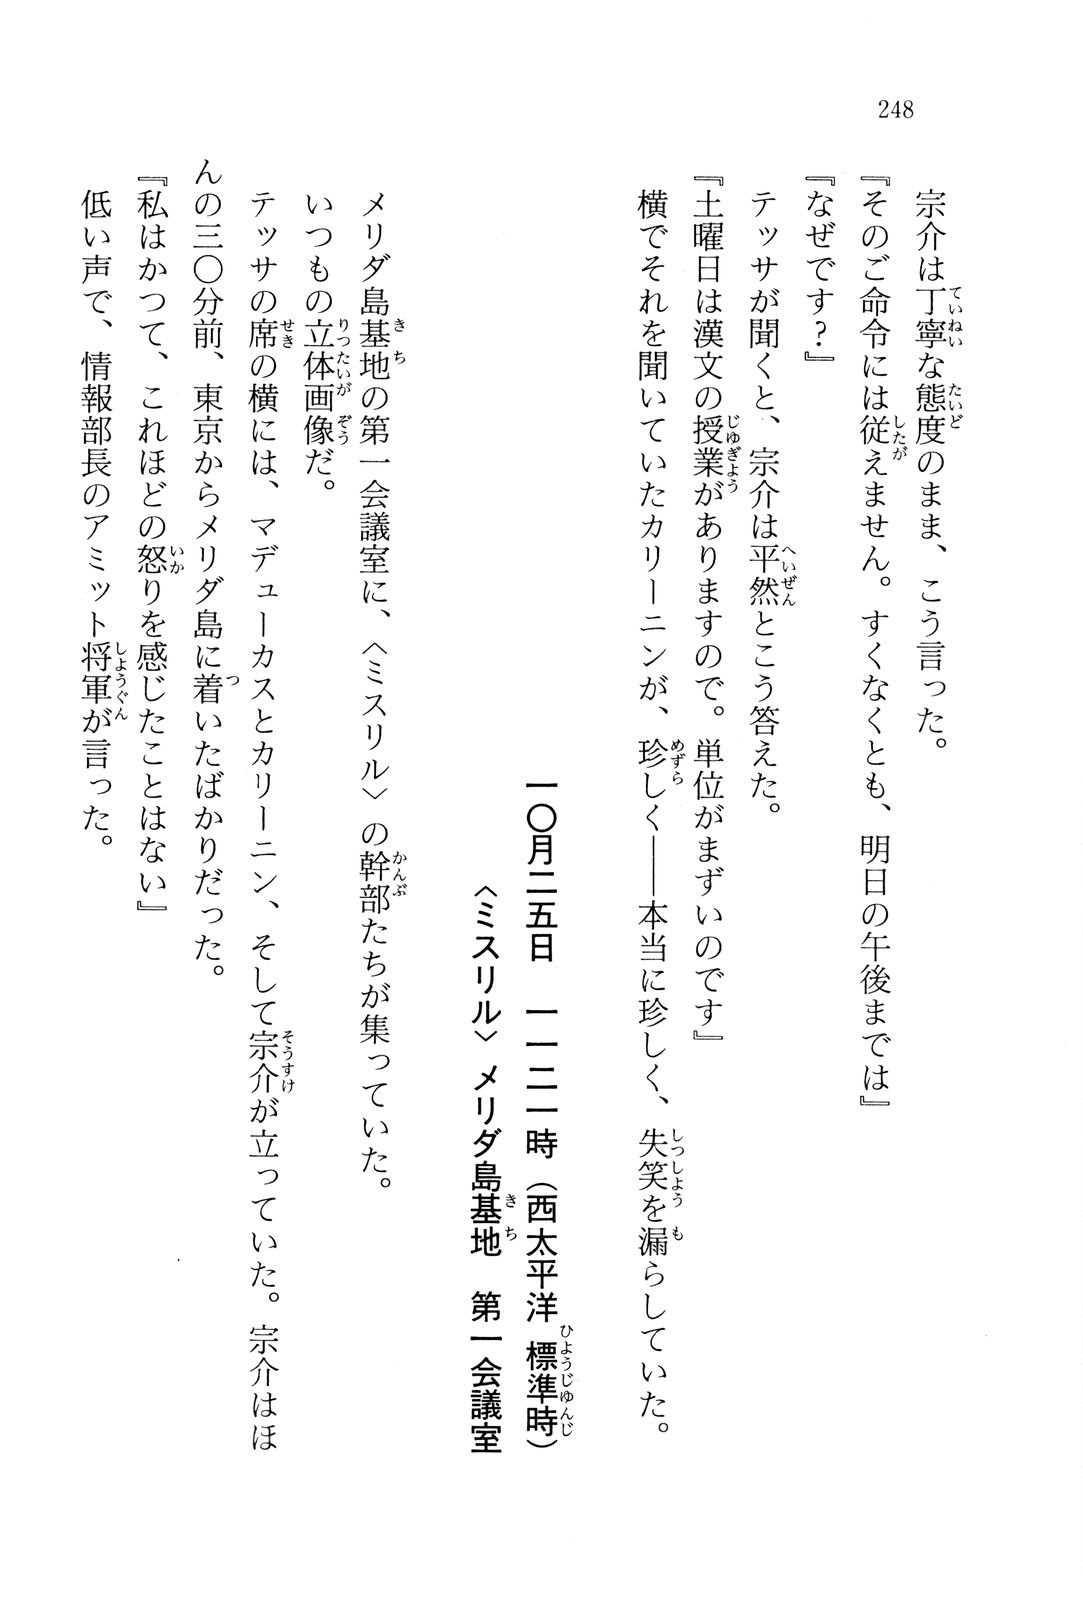 248
宗介は丁寧な態度のまま、こう言った。
『そのご命令には従えません。すくなくとも、明日の午後までは』
『なぜです？』
テッサが聞くと、宗介は平然とこう答えた。
『土曜日は漢文の授業がありますので。単位がまずいのです』
横でそれを聞いていたカリーニンが、珍しく――本当に珍しく、失笑を漏らしていた。
一〇月二五日　一一二一時（西太平洋標準時）
〈ミスリル〉メリダ島基地　第一会議室
メリダ島基地の第一会議室に、〈ミスリル〉の幹部たちが集っていた。
いつもの立体画像だ。
テッサの席の横には、マデューカスとカリーニン、そして宗介が立っていた。宗介はほ
んの三〇分前、東京からメリダ島に着いたばかりだった。
『私はかつて、これほどの怒りを感じたことはない』
低い声で、情報部長のアミット将軍が言った。